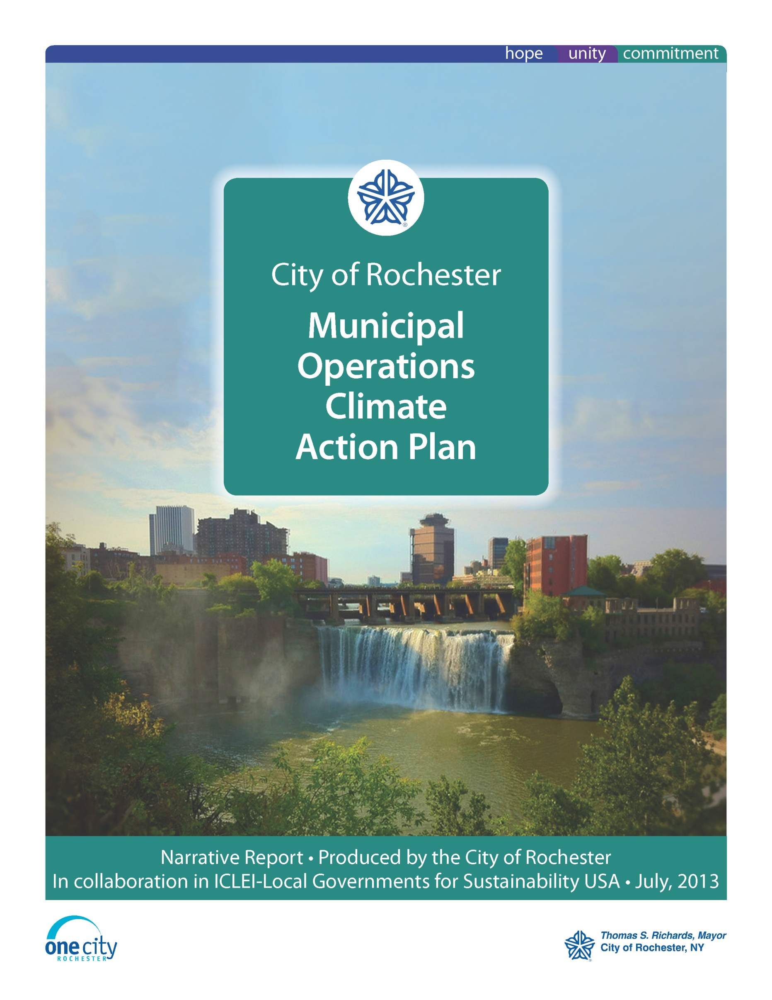 hope unity commitment
®
City of Rochester
Municipal
Operations
Climate
Action Plan
Narrative Report • Produced by the City of Rochester
In collaboration in ICLEI-Local Governments for Sustainability USA • July, 2013
one city
ROCHESTER
Thomas S. Richards, Mayor
City of Rochester, NY
®